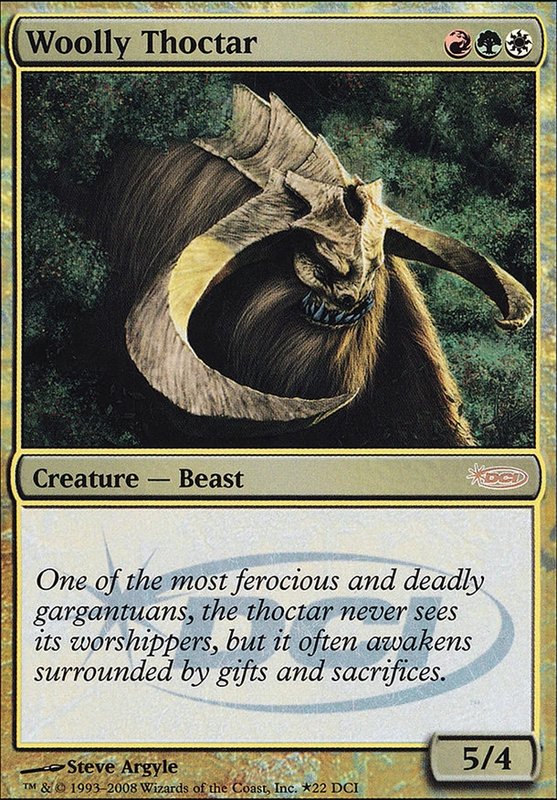 Woolly Thoctar
Creature — Beast
DCI
One of the most ferocious and deadly
gargantuans, the thoctar never sees
its worshippers, but it often awakens
surrounded by gifts and sacrifices.
DCI
5/4
Steve Argyle
™ & © 1993–2008 Wizards of the Coast, Inc. ★22 DCI